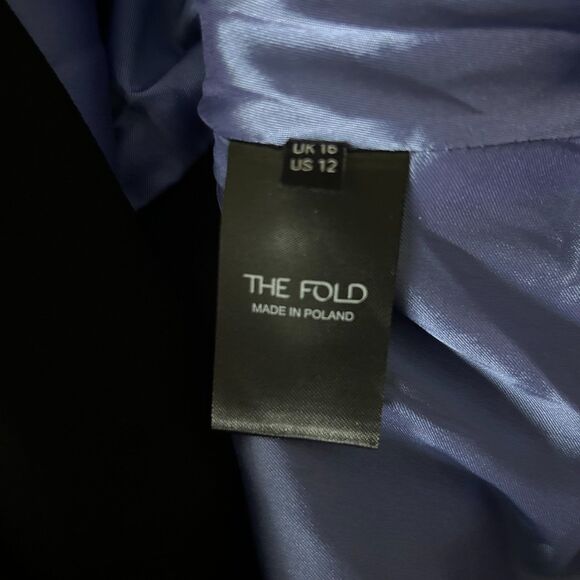 UK 16
US 12
THE FOLD
MADE IN POLAND